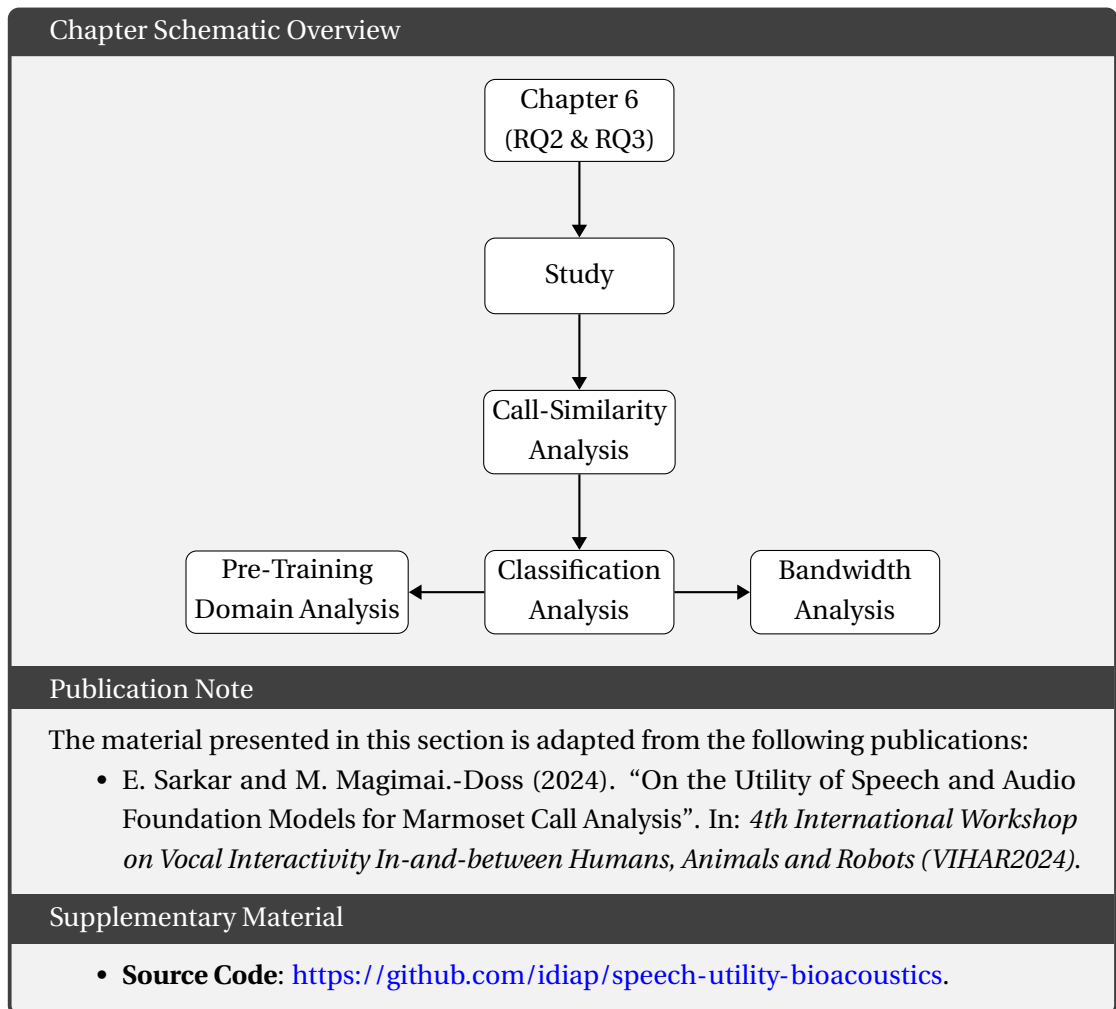 Chapter Schematic Overview
Chapter 6
(RQ2 & RQ3)
Study
Call-Similarity
Analysis
Pre-Training
Domain Analysis
Classification
Analysis
Bandwidth
Analysis
Publication Note
The material presented in this section is adapted from the following publications:
• E. Sarkar and M. Magimai.-Doss (2024). “On the Utility of Speech and Audio
Foundation Models for Marmoset Call Analysis”. In: 4th International Workshop
on Vocal Interactivity In-and-between Humans, Animals and Robots (VIHAR2024).
Supplementary Material
• Source Code: https://github.com/idiap/speech-utility-bioacoustics.